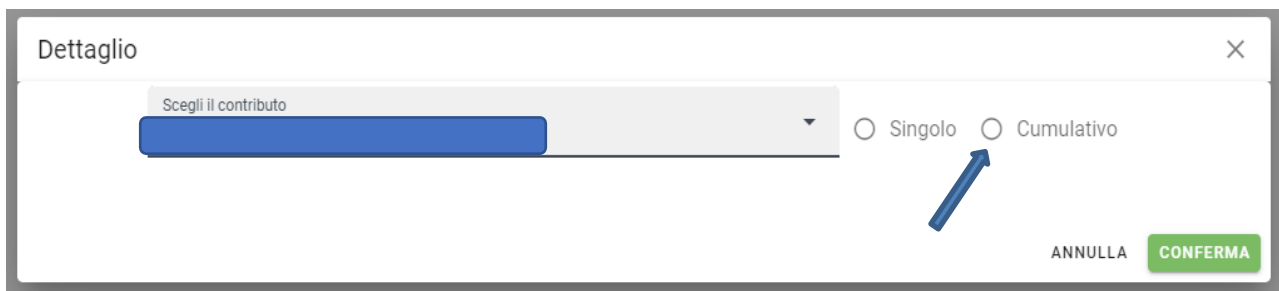 Dettaglio
Scegli il contributo
Singolo Cumulativo
ANNULLA CONFERMA